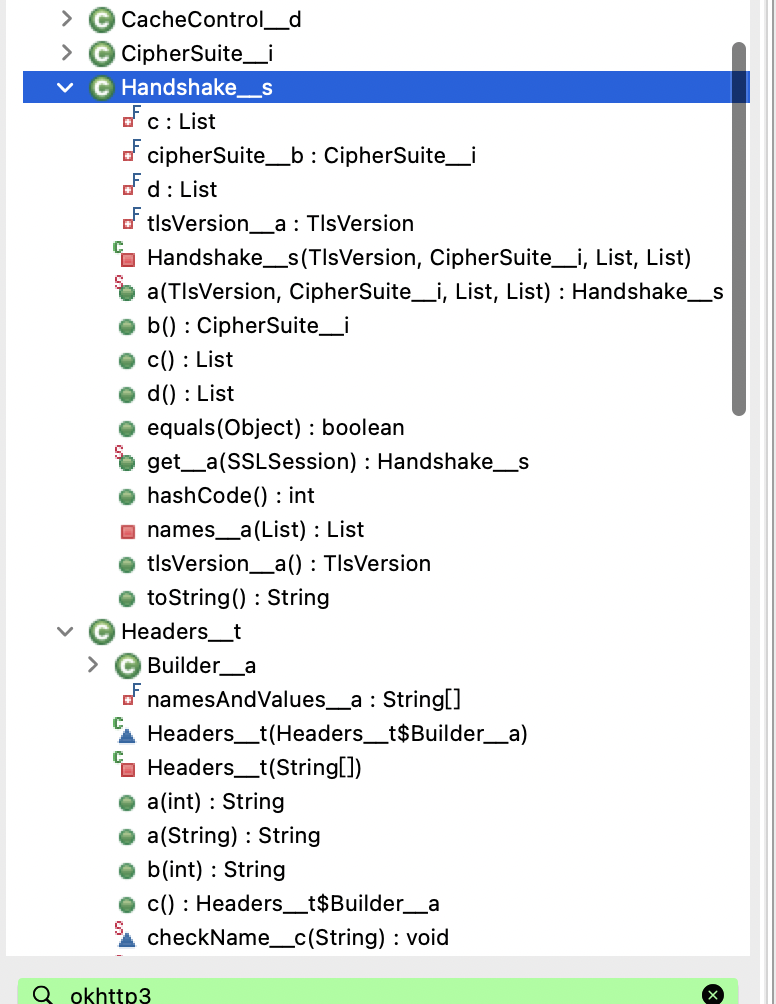 CacheControl__d
CipherSuite__i
Handshake__s
c : List
cipherSuite__b : CipherSuite__i
d : List
tlsVersion__a : TlsVersion
Handshake__s(TlsVersion, CipherSuite__i, List, List)
a(TlsVersion, CipherSuite__i, List, List) : Handshake__s
b() : CipherSuite__i
c() : List
d() : List
equals(Object) : boolean
get__a(SSLSession) : Handshake__s
hashCode() : int
names__a(List) : List
tlsVersion__a() : TlsVersion
toString() : String
Headers__t
Builder__a
namesAndValues__a : String[]
Headers__t(Headers__t$Builder__a)
Headers__t(String[])
a(int) : String
a(String) : String
b(int) : String
c() : Headers__t$Builder__a
checkName__c(String) : void
okhttp3